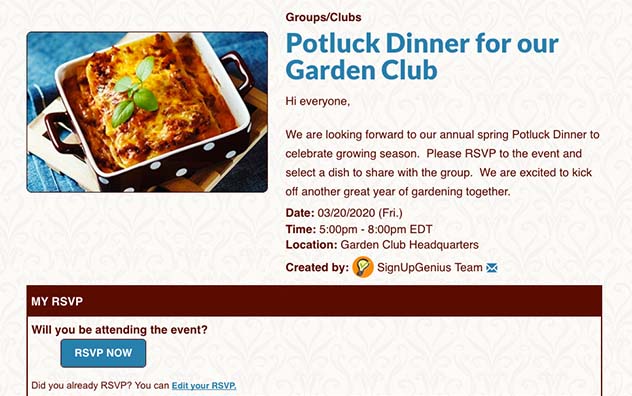 Groups/Clubs
Potluck Dinner for our
Garden Club
Hi everyone,
We are looking forward to our annual spring Potluck Dinner to
celebrate growing season.  Please RSVP to the event and
select a dish to share with the group.  We are excited to kick
off another great year of gardening together.
Date: 03/20/2020 (Fri.)
Time: 5:00pm - 8:00pm EDT
Location: Garden Club Headquarters
Created by: SignUpGenius Team
MY RSVP
Will you be attending the event?
RSVP NOW
Did you already RSVP? You can Edit your RSVP.